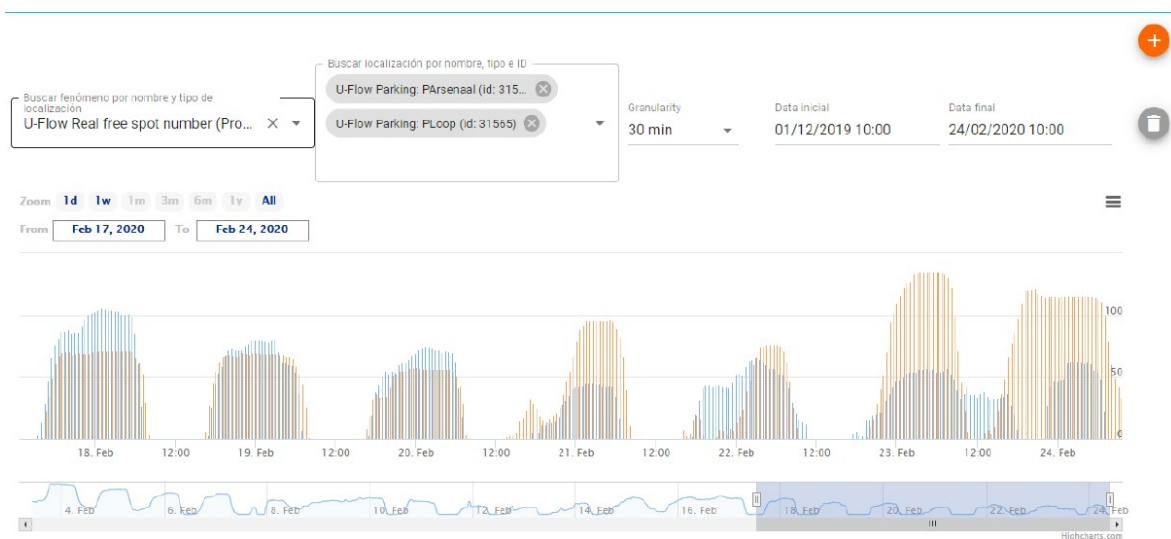 Buscar fenómeno por nombre y tipo de
localización
U-Flow Real free spot number (Pro...
Buscar localización por nombre, tipo e ID
U-Flow Parking: PArsenaal (id: 315...
U-Flow Parking: PLoop (id: 31565)
Granularity
30 min
Data inicial
01/12/2019 10:00
Data final
24/02/2020 10:00
Zoom 1d 1w 1m 3m 6m 1y All
From Feb 17, 2020 To Feb 24, 2020
100
50
0
18. Feb 12:00 19. Feb 12:00 20. Feb 12:00 21. Feb 12:00 22. Feb 12:00 23. Feb 12:00 24. Feb
4. Feb 6. Feb 8. Feb 10. Feb 12. Feb 14. Feb 16. Feb 18. Feb 20. Feb 22. Feb 24. Feb
Highcharts.com